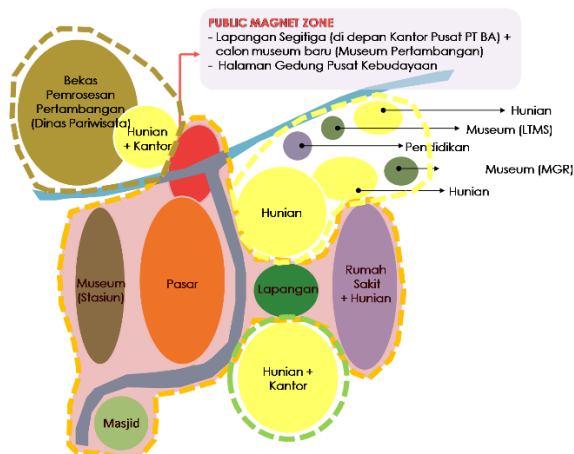 PUBLIC MAGNET ZONE
- Lapangan Segitiga (di depan Kantor Pusat PT BA) +
calon museum baru (Museum Pertambangan)
- Halaman Gedung Pusat Kebudayaan
Bekas
Pemrosesan
Pertambangan
(Dinas Pariwisata)
Hunian
+ Kantor
Hunian
Museum (LTMS)
Pendidikan
Museum (MGR)
Hunian
Hunian
Museum
(Stasiun)
Pasar
Lapangan
Rumah
Sakit
+ Hunian
Hunian +
Kantor
Masjid